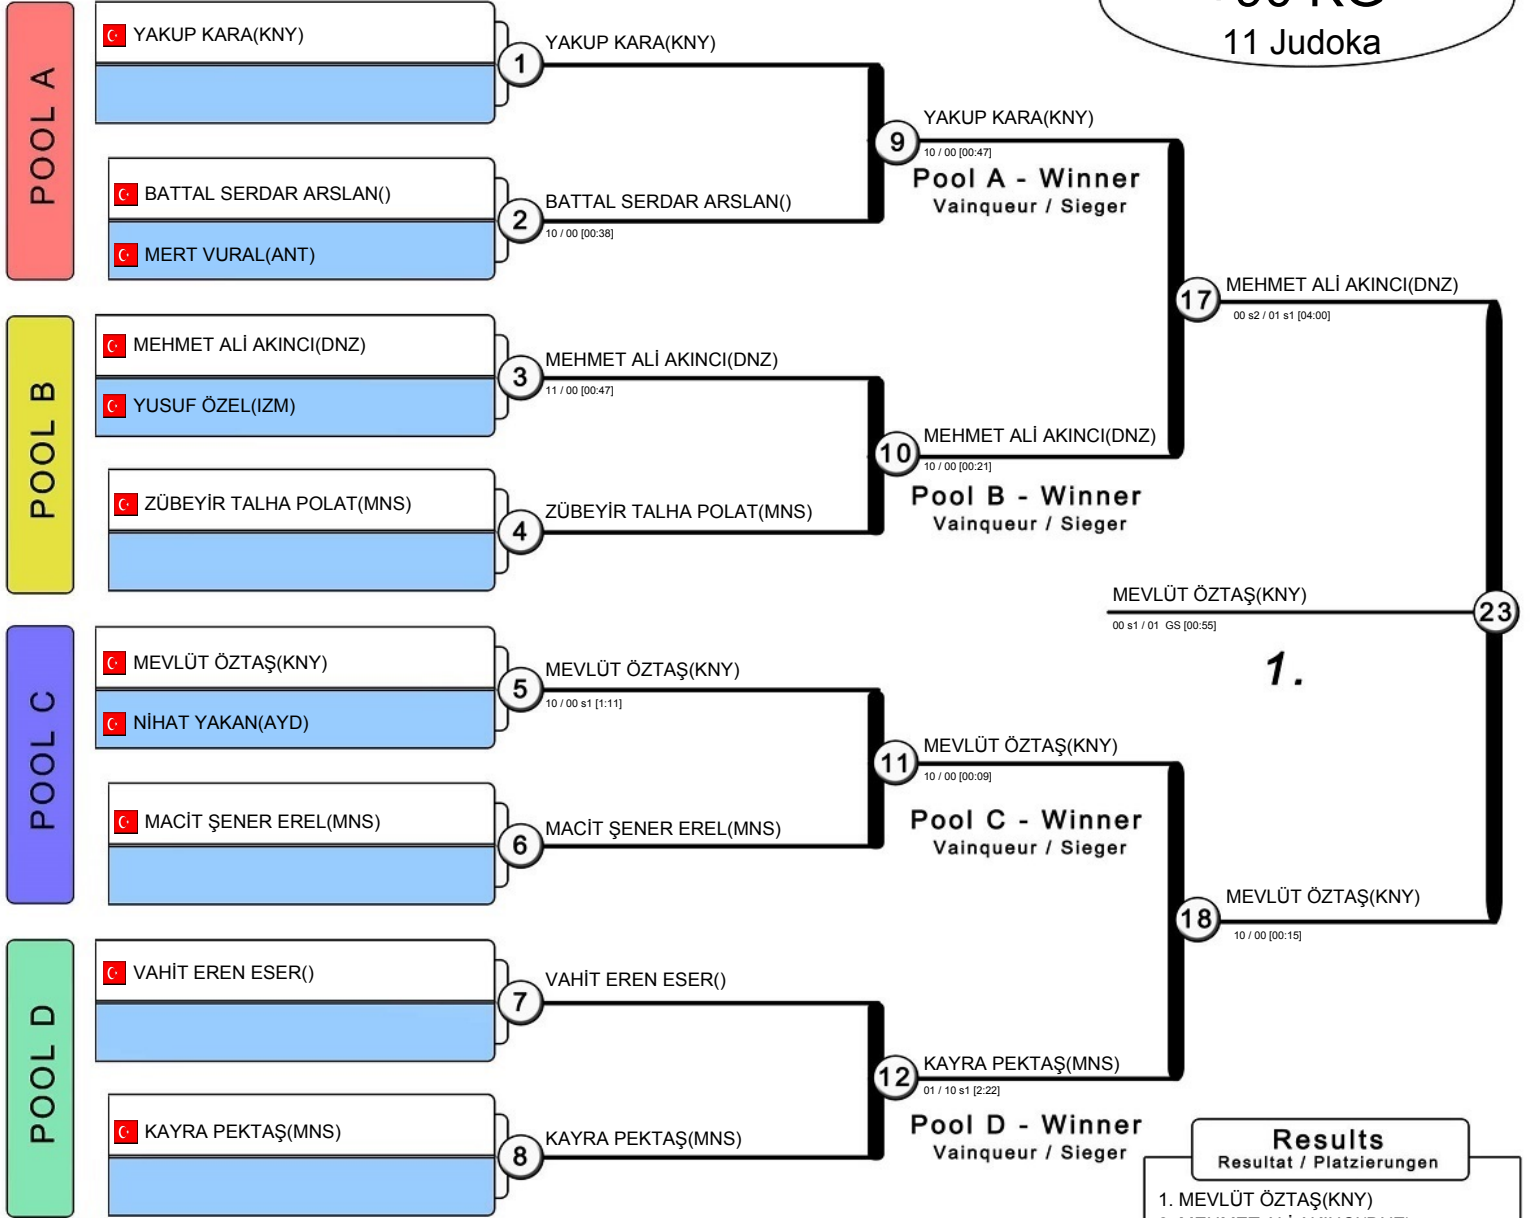 11 Judoka
POOL A
YAKUP KARA(KNY)
1
YAKUP KARA(KNY)
BATTAL SERDAR ARSLAN()
MERT VURAL(ANT)
2
BATTAL SERDAR ARSLAN()
10 / 00 [00:38]
9
YAKUP KARA(KNY)
10 / 00 [00:47]
Pool A - Winner
Vainqueur / Sieger
POOL B
MEHMET ALİ AKINCI(DNZ)
YUSUF ÖZEL(IZM)
3
MEHMET ALİ AKINCI(DNZ)
11 / 00 [00:47]
ZÜBEYİR TALHA POLAT(MNS)
4
ZÜBEYİR TALHA POLAT(MNS)
10
MEHMET ALİ AKINCI(DNZ)
10 / 00 [00:21]
Pool B - Winner
Vainqueur / Sieger
17
MEHMET ALİ AKINCI(DNZ)
00 s2 / 01 s1 [04:00]
POOL C
MEVLÜT ÖZTAŞ(KNY)
NİHAT YAKAN(AYD)
5
MEVLÜT ÖZTAŞ(KNY)
10 / 00 s1 [1:11]
MACİT ŞENER EREL(MNS)
6
MACİT ŞENER EREL(MNS)
11
MEVLÜT ÖZTAŞ(KNY)
10 / 00 [00:09]
Pool C - Winner
Vainqueur / Sieger
POOL D
VAHİT EREN ESER()
7
VAHİT EREN ESER()
KAYRA PEKTAŞ(MNS)
8
KAYRA PEKTAŞ(MNS)
12
KAYRA PEKTAŞ(MNS)
01 / 10 s1 [2:22]
Pool D - Winner
Vainqueur / Sieger
18
MEVLÜT ÖZTAŞ(KNY)
10 / 00 [00:15]
MEVLÜT ÖZTAŞ(KNY)
23
00 s1 / 01 GS [00:55]
1.
Results
Resultat / Platzierungen
1. MEVLÜT ÖZTAŞ(KNY)